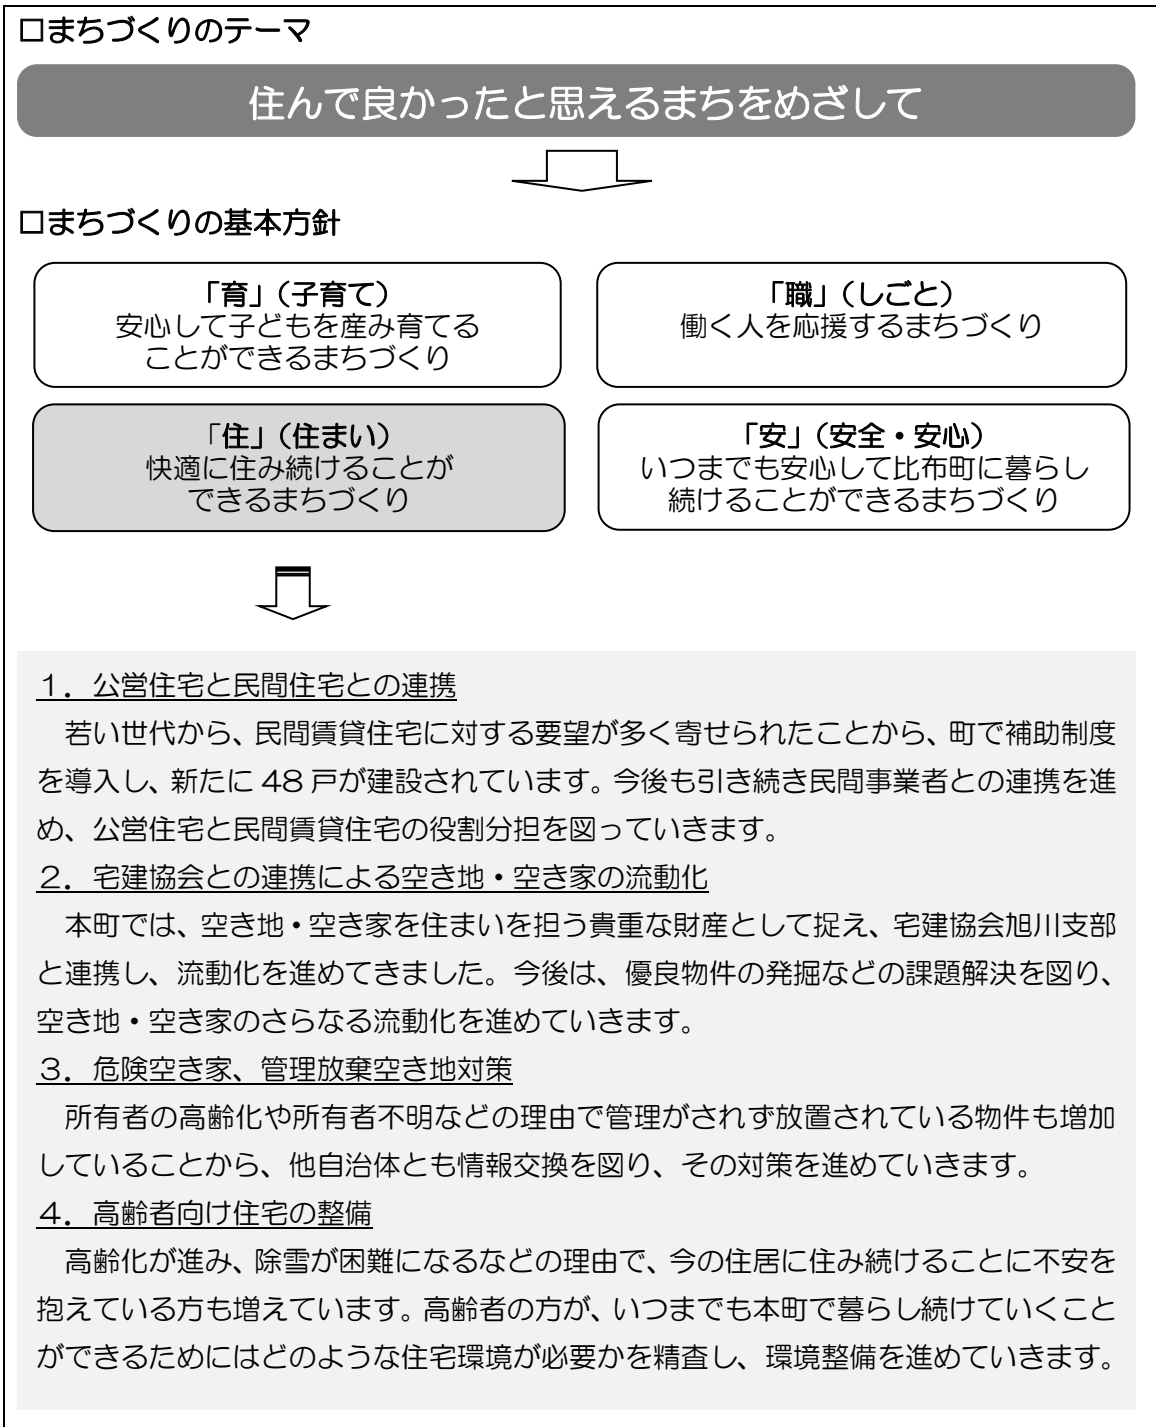 □まちづくりのテーマ
住んで良かったと思えるまちをめざして
□まちづくりの基本方針
「育」（子育て）
安心して子どもを産み育てる
ことができるまちづくり
「職」（しごと）
働く人を応援するまちづくり
「住」（住まい）
快適に住み続けることが
できるまちづくり
「安」（安全・安心）
いつまでも安心して比布町に暮らし
続けることができるまちづくり
１．公営住宅と民間住宅との連携
若い世代から、民間賃貸住宅に対する要望が多く寄せられたことから、町で補助制度
を導入し、新たに 48 戸が建設されています。今後も引き続き民間事業者との連携を進
め、公営住宅と民間賃貸住宅の役割分担を図っていきます。
２．宅建協会との連携による空き地・空き家の流動化
本町では、空き地・空き家を住まいを担う貴重な財産として捉え、宅建協会旭川支部
と連携し、流動化を進めてきました。今後は、優良物件の発掘などの課題解決を図り、
空き地・空き家のさらなる流動化を進めていきます。
３．危険空き家、管理放棄空き地対策
所有者の高齢化や所有者不明などの理由で管理がされず放置されている物件も増加
していることから、他自治体とも情報交換を図り、その対策を進めていきます。
４．高齢者向け住宅の整備
高齢化が進み、除雪が困難になるなどの理由で、今の住居に住み続けることに不安を
抱えている方も増えています。高齢者の方が、いつまでも本町で暮らし続けていくこと
ができるためにはどのような住宅環境が必要かを精査し、環境整備を進めていきます。